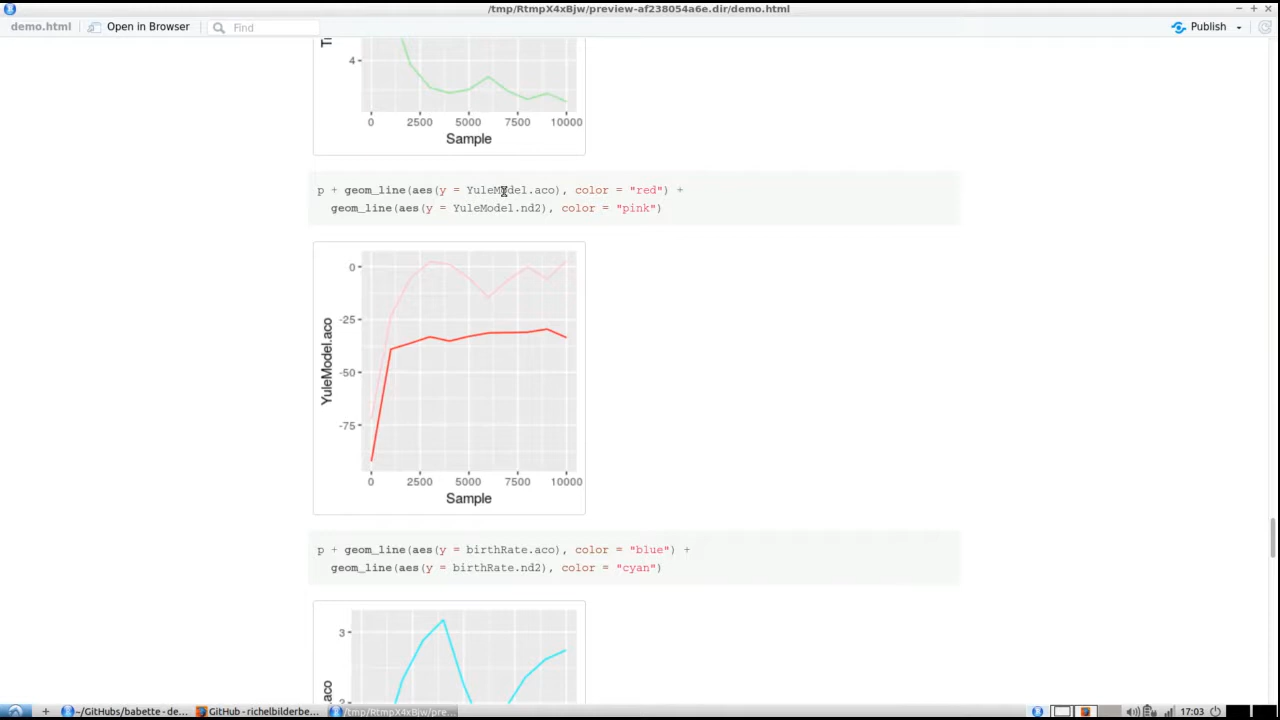 /tmp/RtmpX4xBjw/preview-af238054a6e.dir/demo.html
demo.html Open in Browser Find Publish
4
0 2500 5000 7500 10000
Sample
p + geom_line(aes(y = YuleModel.aco), color = "red") +
geom_line(aes(y = YuleModel.nd2), color = "pink")
0
-25
-50
-75
YuleModel.aco
0 2500 5000 7500 10000
Sample
p + geom_line(aes(y = birthRate.aco), color = "blue") +
geom_line(aes(y = birthRate.nd2), color = "cyan")
3
.aco
~/GitHubs/babette - de... GitHub - richelbilderbe... /tmp/RtmpX4xBjw/pre... 17:03